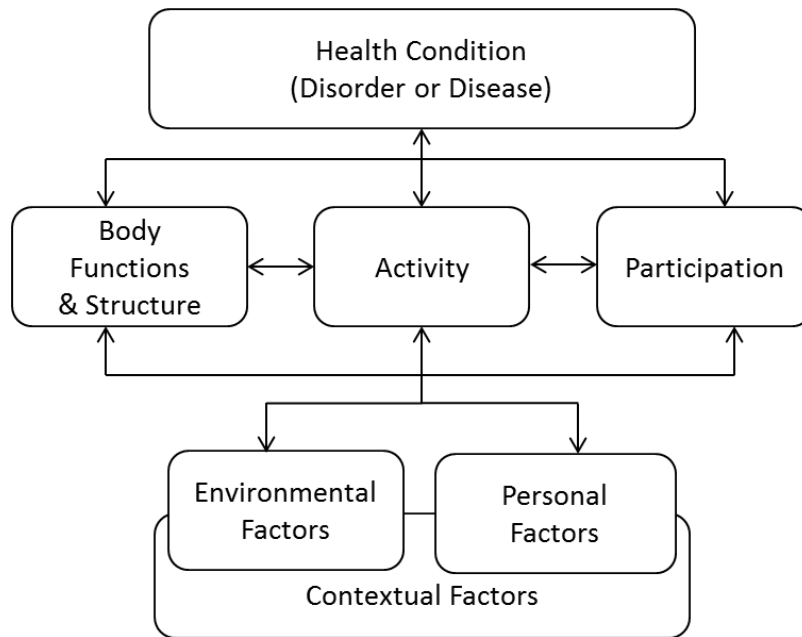 Health Condition
(Disorder or Disease)
Body
Functions
& Structure
Activity
Participation
Environmental
Factors
Personal
Factors
Contextual Factors